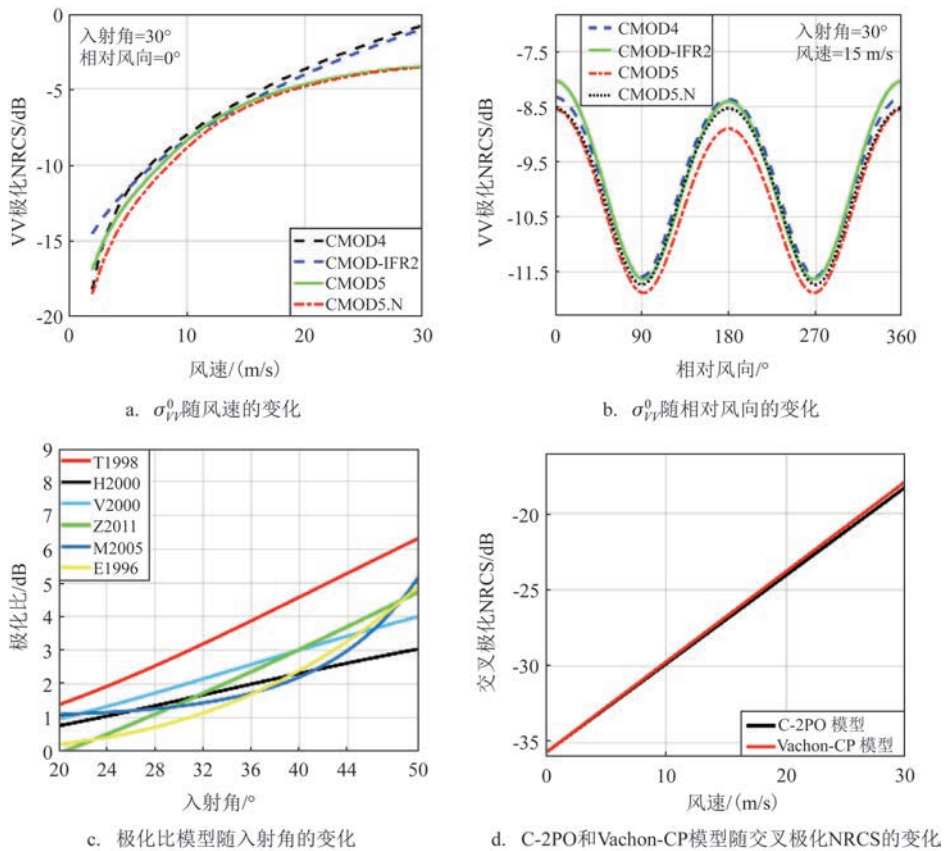 入射角=30°
相对风向=0°
VV极化NRCS/dB
0
-5
-10
-15
-20
0
10
20
30
CMOD4
CMOD-IFR2
CMOD5
CMOD5.N
风速/(m/s)
a. σ⁰VV随风速的变化
CMOD4
CMOD-IFR2
CMOD5
CMOD5.N
入射角=30°
风速=15 m/s
VV极化NRCS/dB
-7.5
-8.5
-9.5
-10.5
-11.5
0
90
180
270
360
相对风向/°
b. σ⁰VV随相对风向的变化
9
8
7
6
5
4
3
2
1
0
T1998
H2000
V2000
Z2011
M2005
E1996
极化比/dB
20
24
28
32
36
40
44
50
入射角/°
c. 极化比模型随入射角的变化
交叉极化NRCS/dB
-20
-25
-30
-35
0
10
20
30
C-2PO 模型
Vachon-CP 模型
风速/(m/s)
d. C-2PO和Vachon-CP模型随交叉极化NRCS的变化